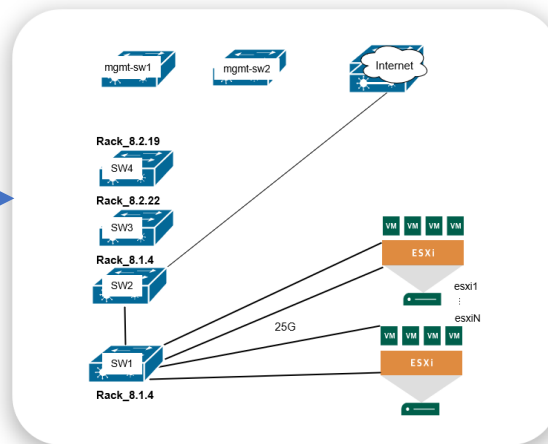 mgmt-sw1
mgmt-sw2
Internet
Rack_8.2.19
SW4
Rack_8.2.22
SW3
Rack_8.1.4
SW2
VM VM VM VM
ESXi
esxi1
⋮
esxiN
25G
VM VM VM VM
SW1
ESXi
Rack_8.1.4